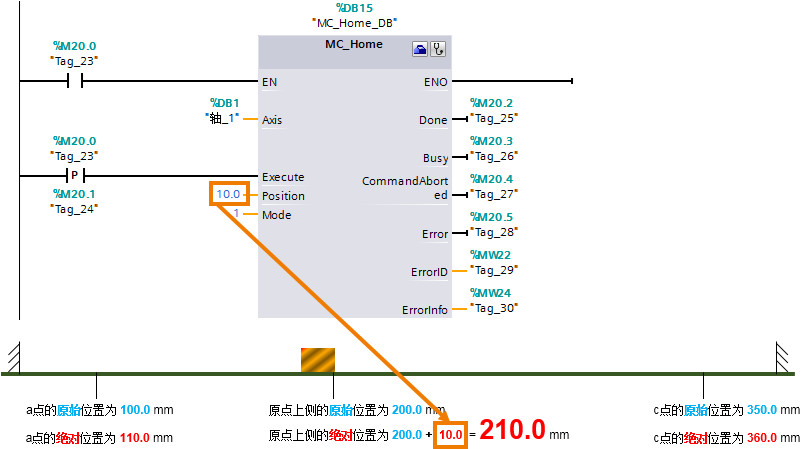 %DB15
"MC_Home_DB"
MC_Home
%M20.0
"Tag_23"
EN
ENO
%DB1
"轴_1"
Axis
Done
%M20.2
"Tag_25"
Busy
%M20.3
"Tag_26"
%M20.0
"Tag_23"
P
%M20.1
"Tag_24"
Execute
CommandAbort
ed
%M20.4
"Tag_27"
10.0
Position
1
Mode
Error
%M20.5
"Tag_28"
ErrorID
%MW22
"Tag_29"
ErrorInfo
%MW24
"Tag_30"
a点的原始位置为 100.0 mm
a点的绝对位置为 110.0 mm
原点上侧的原始位置为 200.0 mm
原点上侧的绝对位置为 200.0 + 10.0 = 210.0 mm
c点的原始位置为 350.0 mm
c点的绝对位置为 360.0 mm